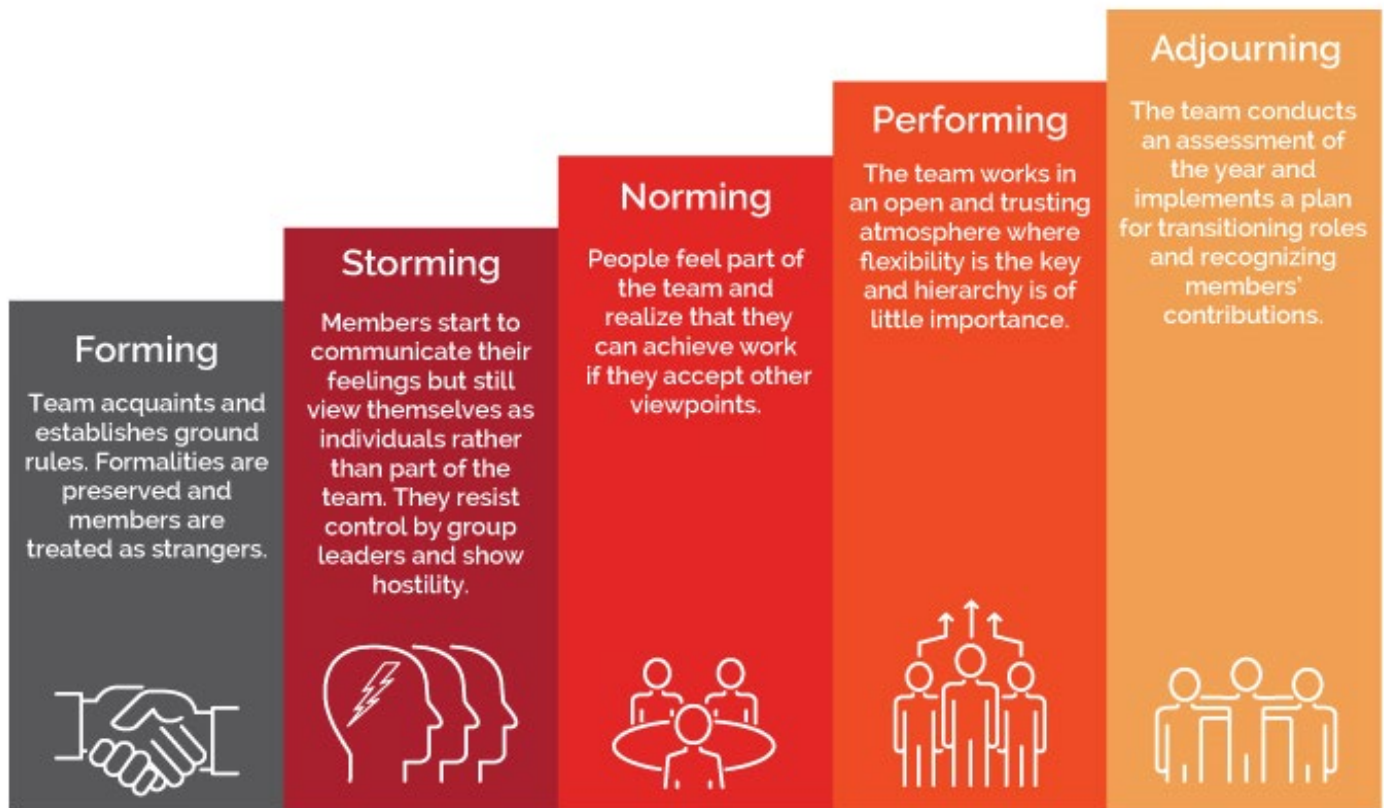 Forming
Team acquaints and
establishes ground
rules. Formalities are
preserved and
members are
treated as strangers.
Storming
Members start to
communicate their
feelings but still
view themselves as
individuals rather
than part of the
team. They resist
control by group
leaders and show
hostility.
Norming
People feel part of
the team and
realize that they
can achieve work
if they accept other
viewpoints.
Performing
The team works in
an open and trusting
atmosphere where
flexibility is the key
and hierarchy is of
little importance.
Adjourning
The team conducts
an assessment of
the year and
implements a plan
for transitioning roles
and recognizing
members'
contributions.